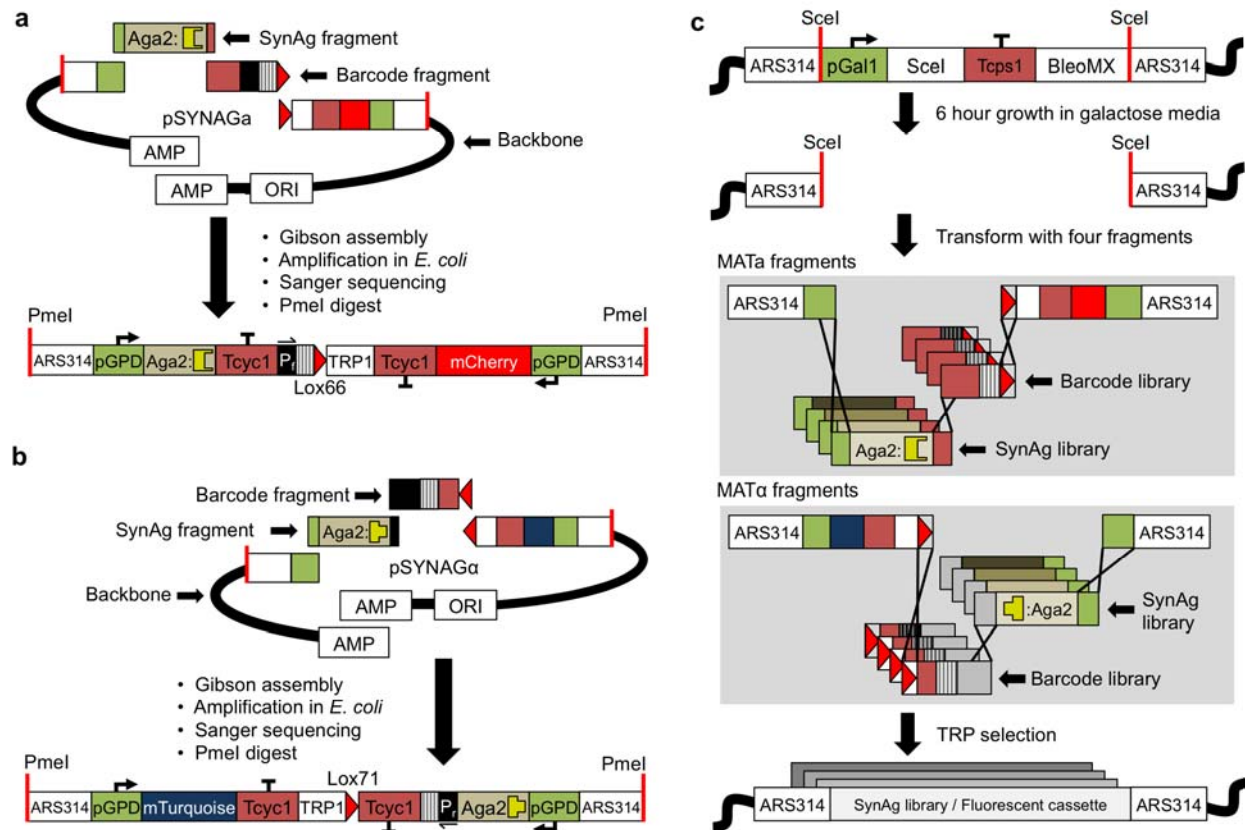 a
Aga2:
SynAg fragment
Barcode fragment
pSYNAGa
Backbone
AMP
AMP
ORI
• Gibson assembly
• Amplification in E. coli
• Sanger sequencing
• PmeI digest
PmeI
PmeI
ARS314 pGPD Aga2: Tcyc1 Pr TRP1 Tcyc1 mCherry pGPD ARS314
Lox66
b
Barcode fragment
SynAg fragment
Aga2:
pSYNAGα
Backbone
AMP
ORI
AMP
• Gibson assembly
• Amplification in E. coli
• Sanger sequencing
• PmeI digest
PmeI
Lox71
PmeI
ARS314 pGPD mTurquoise Tcyc1 TRP1 Tcyc1 Pr Aga2 pGPD ARS314
c
SceI
SceI
ARS314 pGal1 SceI Tcps1 BleoMX ARS314
6 hour growth in galactose media
SceI
SceI
ARS314
ARS314
Transform with four fragments
MATa fragments
ARS314
ARS314
Barcode library
Aga2:
SynAg library
MATα fragments
ARS314
ARS314
:Aga2
SynAg
library
Barcode library
TRP selection
ARS314 SynAg library / Fluorescent cassette ARS314